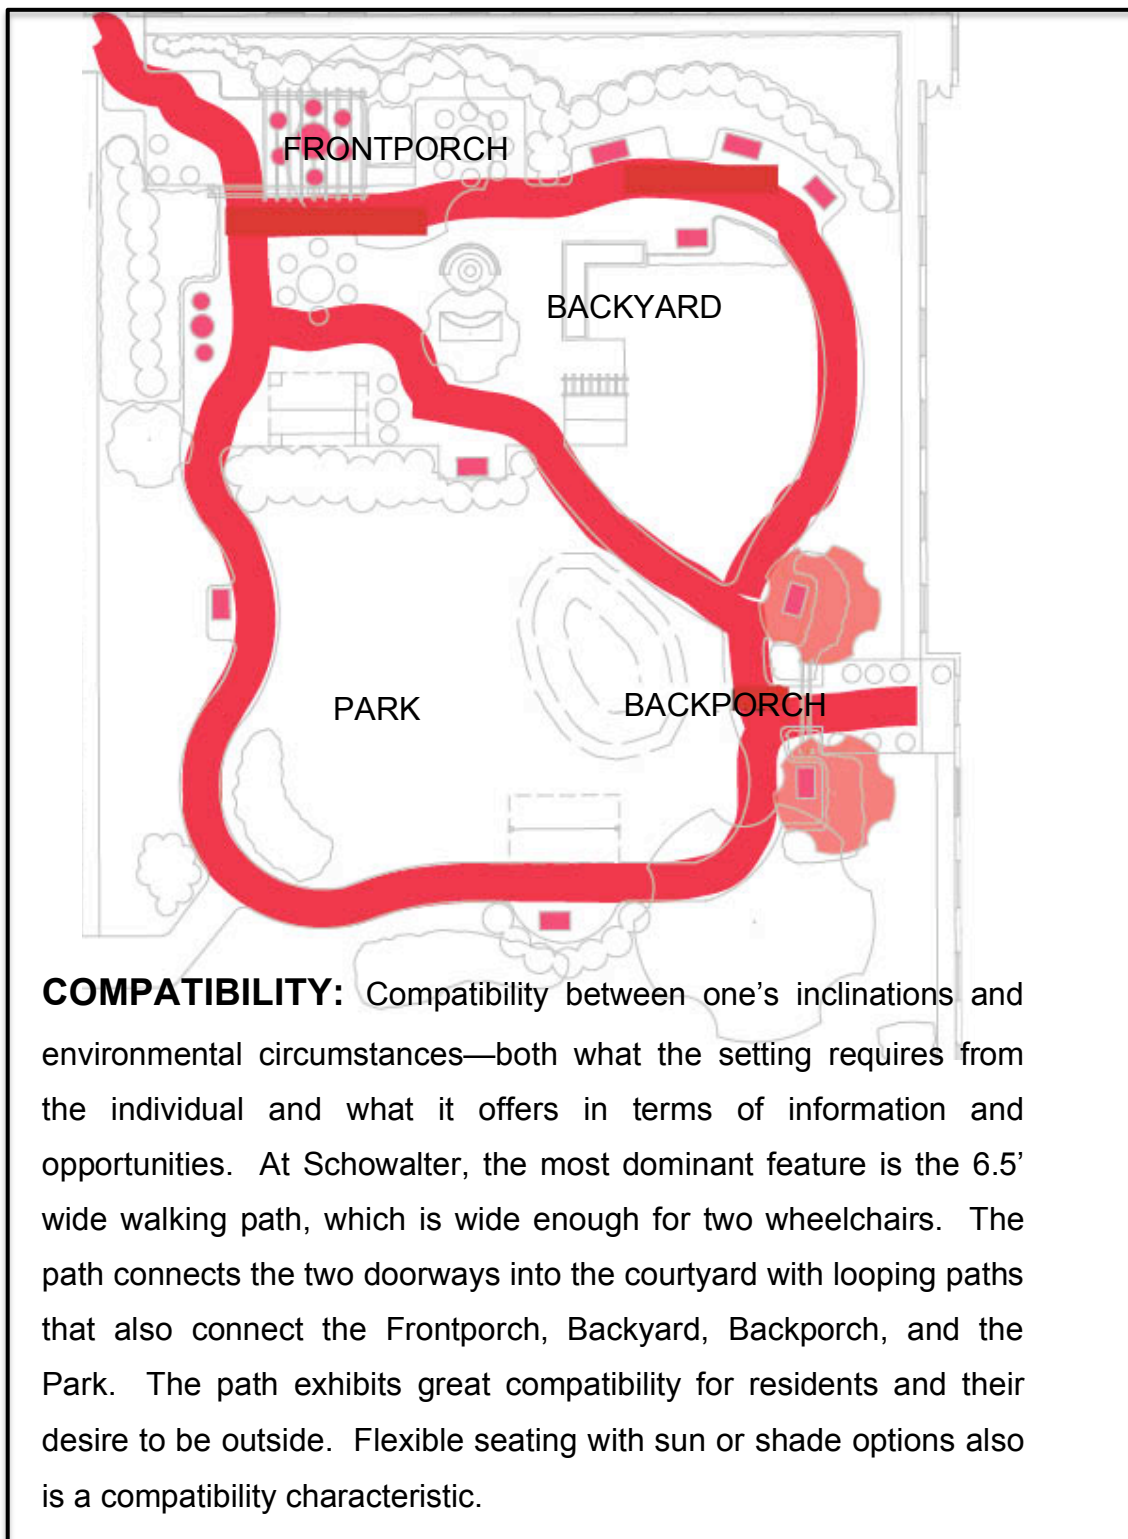 FRONTPORCH
BACKYARD
PARK
BACKPORCH
COMPATIBILITY: Compatibility between one’s inclinations and
environmental circumstances—both what the setting requires from
the individual and what it offers in terms of information and
opportunities. At Schowalter, the most dominant feature is the 6.5’
wide walking path, which is wide enough for two wheelchairs. The
path connects the two doorways into the courtyard with looping paths
that also connect the Frontporch, Backyard, Backporch, and the
Park. The path exhibits great compatibility for residents and their
desire to be outside. Flexible seating with sun or shade options also
is a compatibility characteristic.